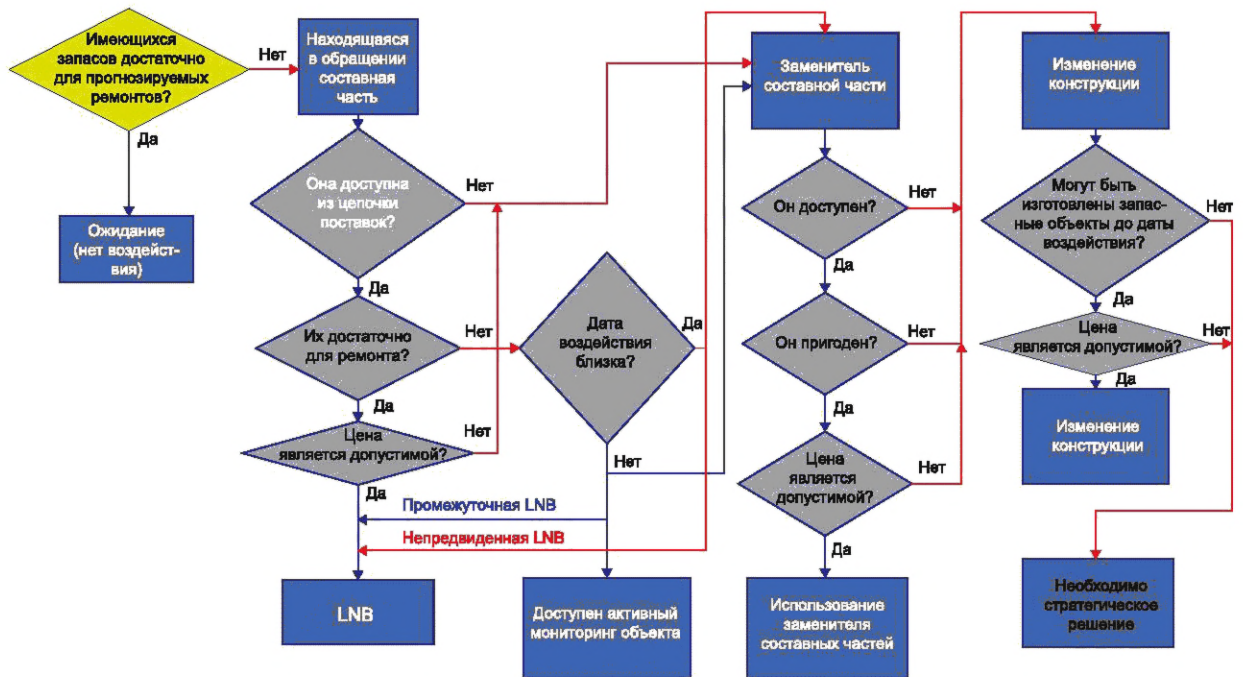 Имеющихся
запасов достаточно
для прогнозируемых
ремонтов?
Нет
Да
Ожидание
(нет воздейст-
вия)
Находящаяся
в обращении
составная
часть
Она доступна
из цепочки
поставок?
Нет
Да
Их достаточно
для ремонта?
Нет
Да
Цена
является допустимой?
Нет
Да
Промежуточная LNB
Непредвиденная LNB
LNB
Дата
воздействия
близка?
Да
Нет
Доступен активный
мониторинг объекта
Заменитель
составной части
Он доступен?
Нет
Да
Он пригоден?
Нет
Да
Цена
является
допустимой?
Нет
Да
Использование
заменителя
составных частей
Изменение
конструкции
Могут быть
изготовлены запас-
ные объекты до даты
воздействия?
Нет
Да
Цена
является допустимой?
Нет
Да
Изменение
конструкции
Необходимо
стратегическое
решение